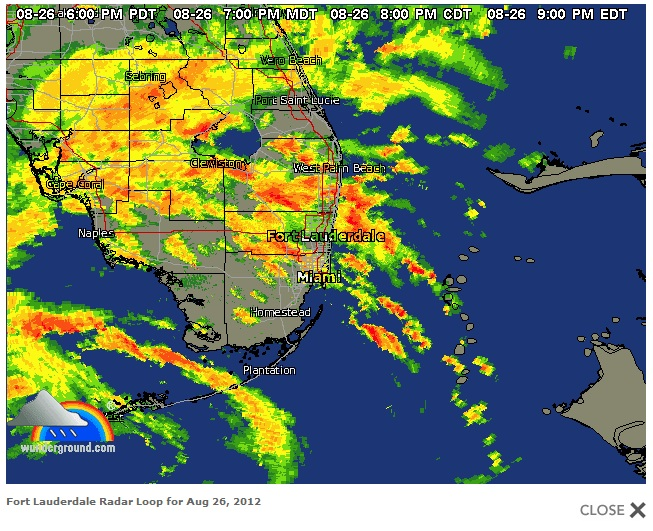 08-26 6:00 PM PDT 08-26 7:00 PM MDT 08-26 8:00 PM CDT 08-26 9:00 PM EDT
Vero Beach
Sebring
Port Saint Lucie
Clewiston
West Palm Beach
Cape Coral
Naples
Fort Lauderdale
Miami
Homestead
Plantation
West
wunderground.com
Fort Lauderdale Radar Loop for Aug 26, 2012
CLOSE X